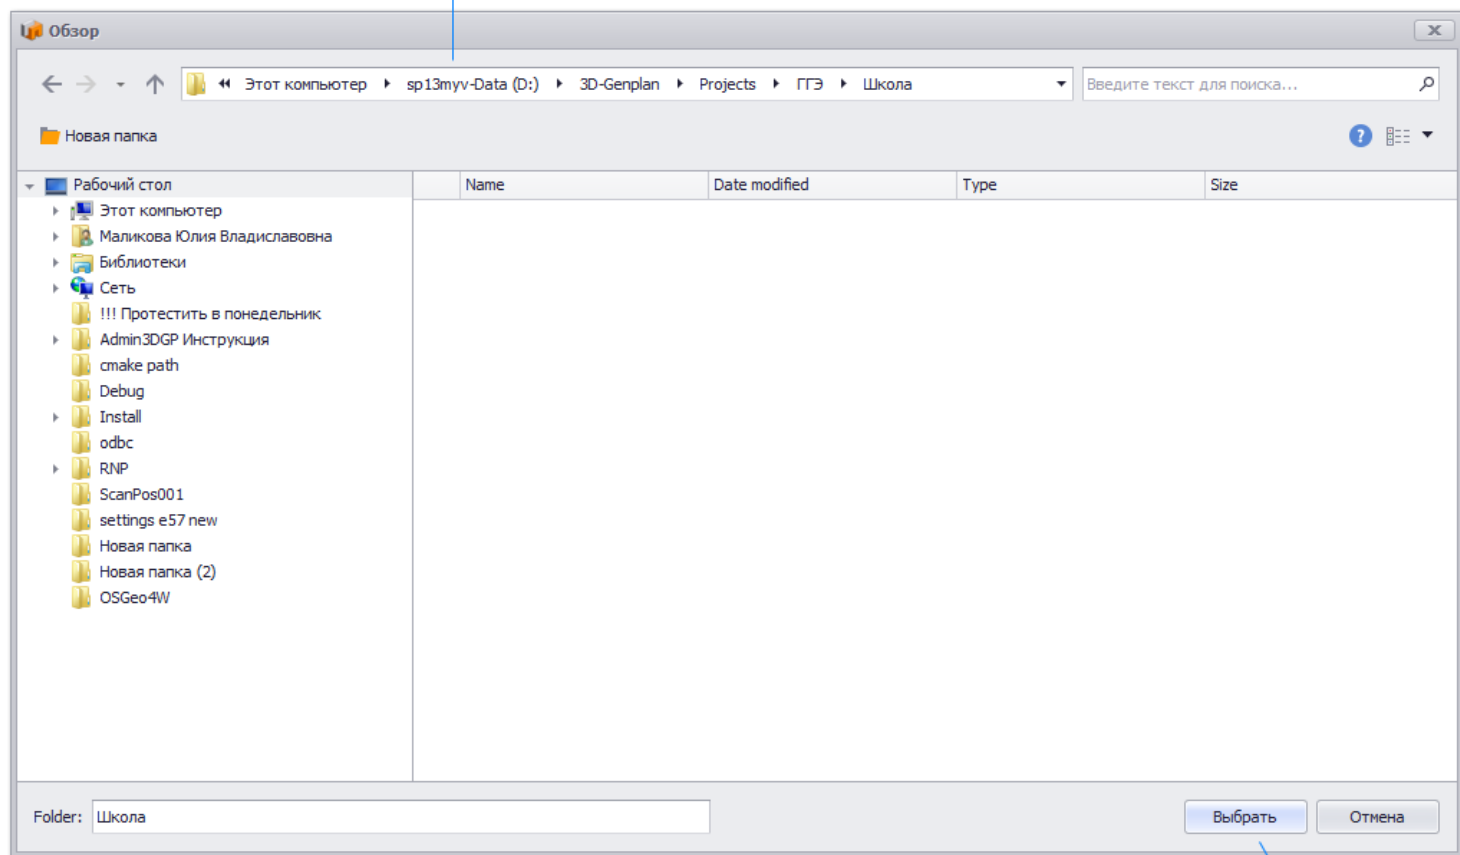 Обзор
Этот компьютер sp13myv-Data (D:) 3D-Genplan Projects ГГЭ Школа Введите текст для поиска...
Новая папка ?
Рабочий стол Name Date modified Type Size
Этот компьютер
Маликова Юлия Владиславовна
Библиотеки
Сеть
!!! Протестить в понедельник
Admin3DGP Инструкция
cmake path
Debug
Install
odbc
RNP
ScanPos001
settings e57 new
Новая папка
Новая папка (2)
OSGeo4W
Folder: Школа Выбрать Отмена